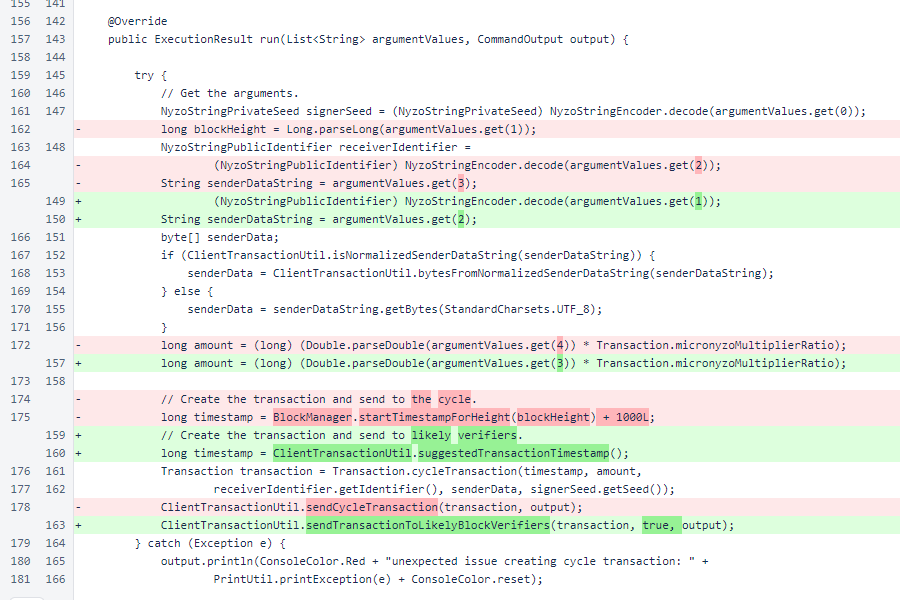 155 141
156 142 @Override
157 143 public ExecutionResult run(List<String> argumentValues, CommandOutput output) {
158 144
159 145 try {
160 146 // Get the arguments.
161 147 NyzoStringPrivateSeed signerSeed = (NyzoStringPrivateSeed) NyzoStringEncoder.decode(argumentValues.get(0));
162 - long blockHeight = Long.parseLong(argumentValues.get(1));
163 148 NyzoStringPublicIdentifier receiverIdentifier =
164 - (NyzoStringPublicIdentifier) NyzoStringEncoder.decode(argumentValues.get(2));
165 - String senderDataString = argumentValues.get(3);
149 + (NyzoStringPublicIdentifier) NyzoStringEncoder.decode(argumentValues.get(1));
150 + String senderDataString = argumentValues.get(2);
166 151 byte[] senderData;
167 152 if (ClientTransactionUtil.isNormalizedSenderDataString(senderDataString)) {
168 153 senderData = ClientTransactionUtil.bytesFromNormalizedSenderDataString(senderDataString);
169 154 } else {
170 155 senderData = senderDataString.getBytes(StandardCharsets.UTF_8);
171 156 }
172 - long amount = (long) (Double.parseDouble(argumentValues.get(4)) * Transaction.micronyzoMultiplierRatio);
157 + long amount = (long) (Double.parseDouble(argumentValues.get(3)) * Transaction.micronyzoMultiplierRatio);
173 158
174 - // Create the transaction and send to the cycle.
175 - long timestamp = BlockManager.startTimestampForHeight(blockHeight) + 1000L;
159 + // Create the transaction and send to likely verifiers.
160 + long timestamp = ClientTransactionUtil.suggestedTransactionTimestamp();
176 161 Transaction transaction = Transaction.cycleTransaction(timestamp, amount,
177 162 receiverIdentifier.getIdentifier(), senderData, signerSeed.getSeed());
178 - ClientTransactionUtil.sendCycleTransaction(transaction, output);
163 + ClientTransactionUtil.sendTransactionToLikelyBlockVerifiers(transaction, true, output);
179 164 } catch (Exception e) {
180 165 output.println(ConsoleColor.Red + "unexpected issue creating cycle transaction: " +
181 166 PrintUtil.printException(e) + ConsoleColor.reset);